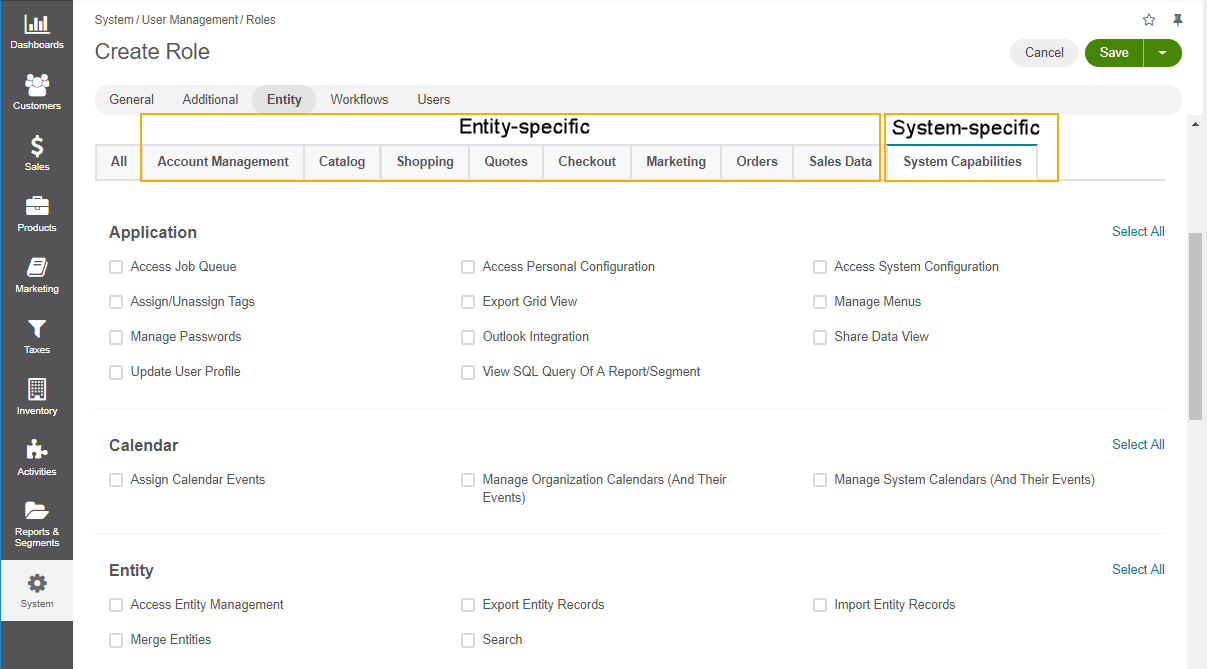 Dashboards
Customers
Sales
Products
Marketing
Taxes
Inventory
Activities
Reports &
Segments
System
System / User Management / Roles
Create Role
Cancel
Save
General Additional Entity Workflows Users
Entity-specific System-specific
All Account Management Catalog Shopping Quotes Checkout Marketing Orders Sales Data System Capabilities
Application Select All
Access Job Queue Access Personal Configuration Access System Configuration
Assign/Unassign Tags Export Grid View Manage Menus
Manage Passwords Outlook Integration Share Data View
Update User Profile View SQL Query Of A Report/Segment
Calendar Select All
Assign Calendar Events Manage Organization Calendars (And Their Manage System Calendars (And Their Events)
Events)
Entity Select All
Access Entity Management Export Entity Records Import Entity Records
Merge Entities Search